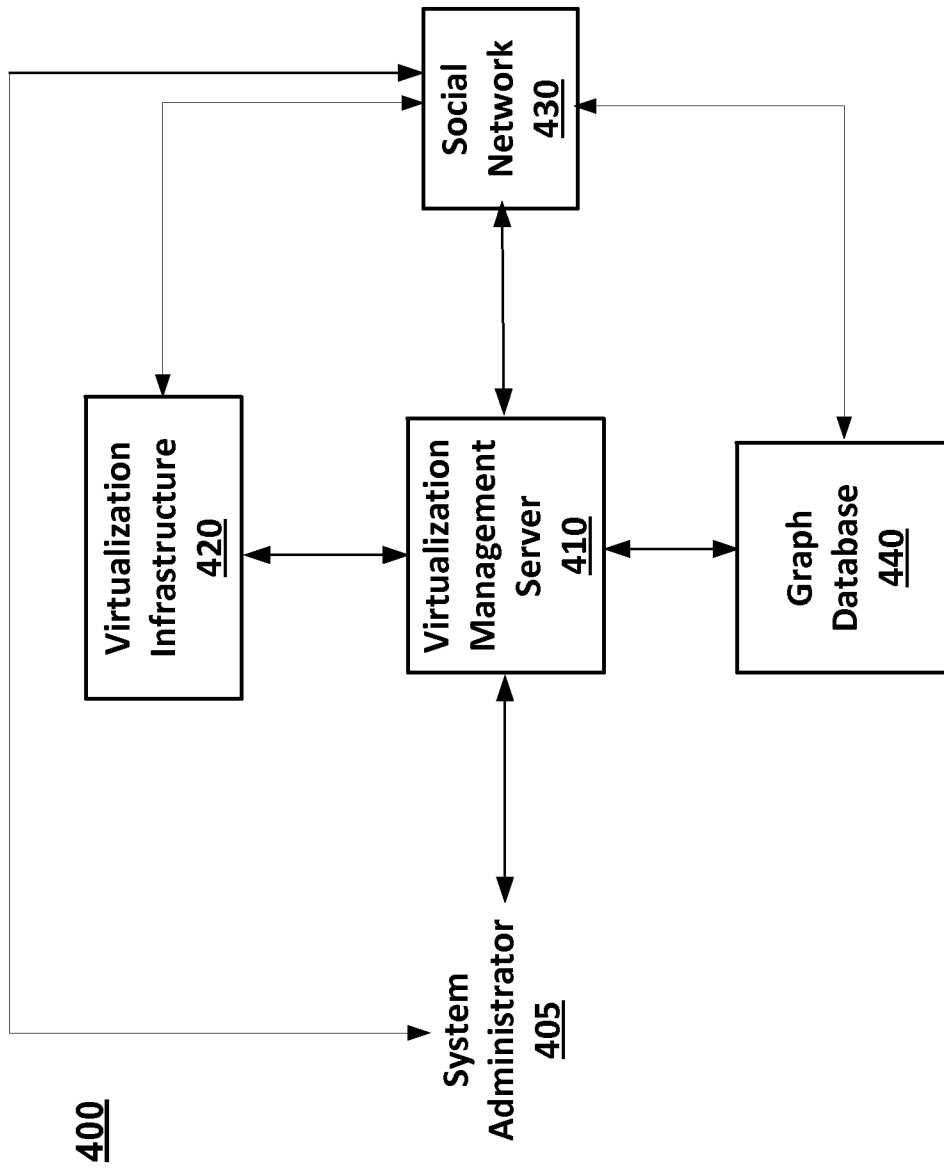 400
System
Administrator
405
Virtualization
Infrastructure
420
Virtualization
Management
Server
410
Graph
Database
440
Social
Network
430